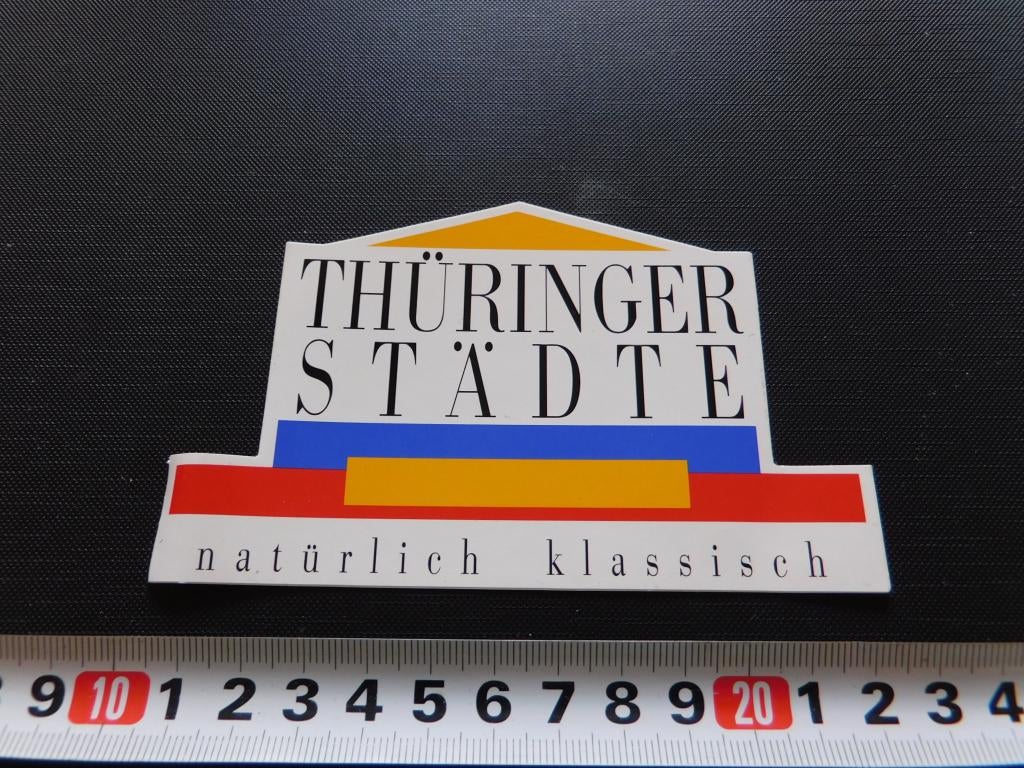 THÜRINGER
STÄDTE
natürlich klassisch
9 10 1 2 3 4 5 6 7 8 9 20 1 2 3 4